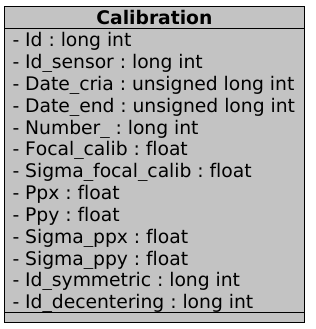 Calibration
- Id : long int
- Id_sensor : long int
- Date_cria : unsigned long int
- Date_end : unsigned long int
- Number_ : long int
- Focal_calib : float
- Sigma_focal_calib : float
- Ppx : float
- Ppy : float
- Sigma_ppx : float
- Sigma_ppy : float
- Id_symmetric : long int
- Id_decentering : long int